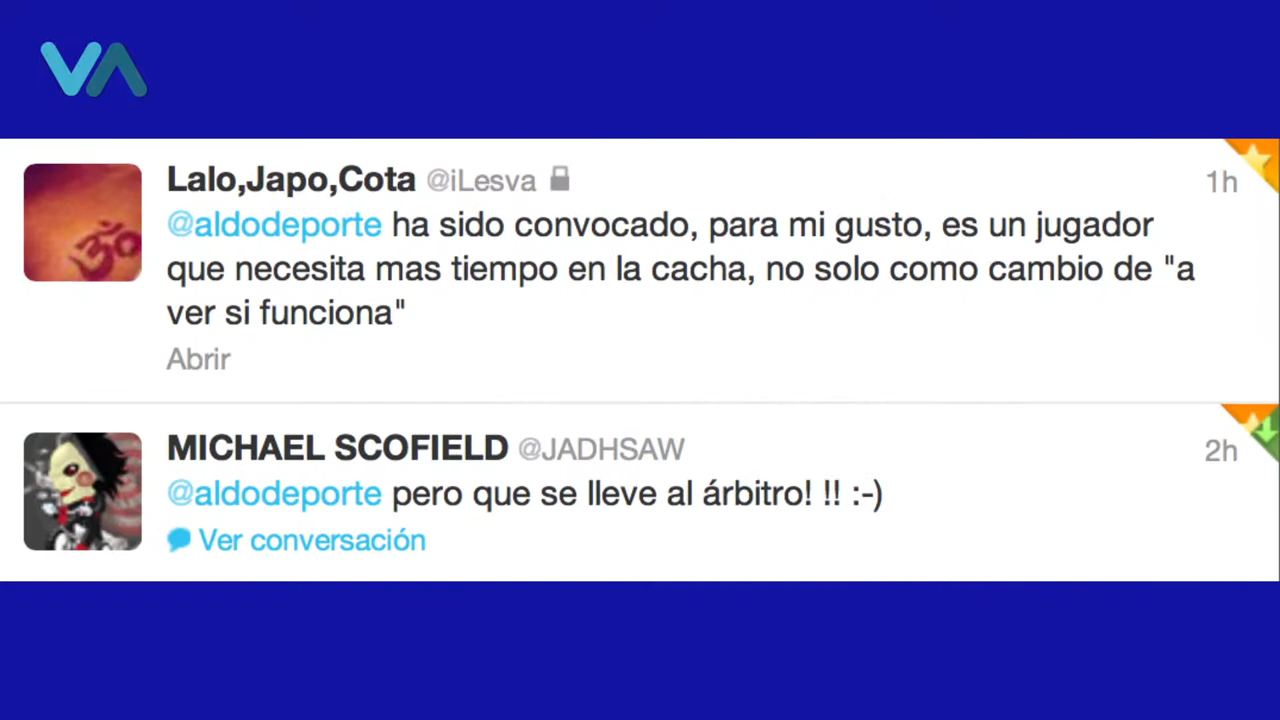 VA
Lalo,Japo,Cota @iLesva 1h
@aldodeporte ha sido convocado, para mi gusto, es un jugador
que necesita mas tiempo en la cacha, no solo como cambio de "a
ver si funciona"
Abrir
MICHAEL SCOFIELD @JADHSAW 2h
@aldodeporte pero que se lleve al árbitro! !! :-)
Ver conversación